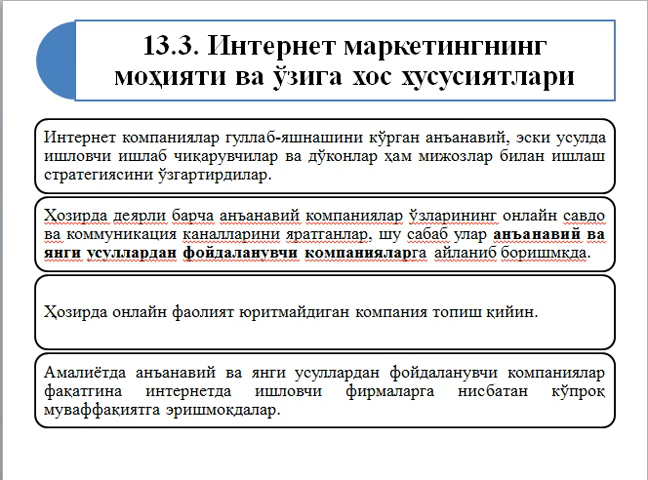 13.3. Интернет маркетингнинг
моҳияти ва ўзига хос хусусиятлари
Интернет компаниялар гуллаб-яшнашини кўрган анъанавий, эски усулда
ишловчи ишлаб чиқарувчилар ва дўконлар ҳам мижозлар билан ишлаш
стратегиясини ўзгартирдилар.
Ҳозирда деярли барча анъанавий компаниялар ўзларининг онлайн савдо
ва коммуникация каналларини яратганлар, шу сабаб улар анъанавий ва
янги усуллардан фойдаланувчи компанияларга айланиб боришмқда.
Ҳозирда онлайн фаолият юритмайдиган компания топиш қийин.
Амалиётда анъанавий ва янги усуллардан фойдаланувчи компаниялар
фақатгина интернетда ишловчи фирмаларга нисбатан кўпроқ
муваффақиятга эришмоқдалар.